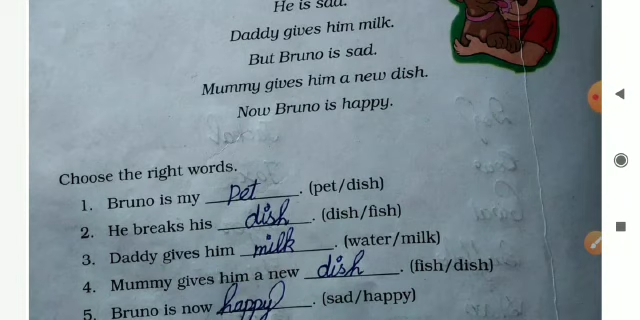 He is sad.
Daddy gives him milk.
But Bruno is sad.
Mummy gives him a new dish.
Now Bruno is happy.
Choose the right words.
1. Bruno is my pet. (pet/dish)
2. He breaks his dish. (dish/fish)
3. Daddy gives him milk. (water/milk)
4. Mummy gives him a new dish. (fish/dish)
5. Bruno is now happy. (sad/happy)